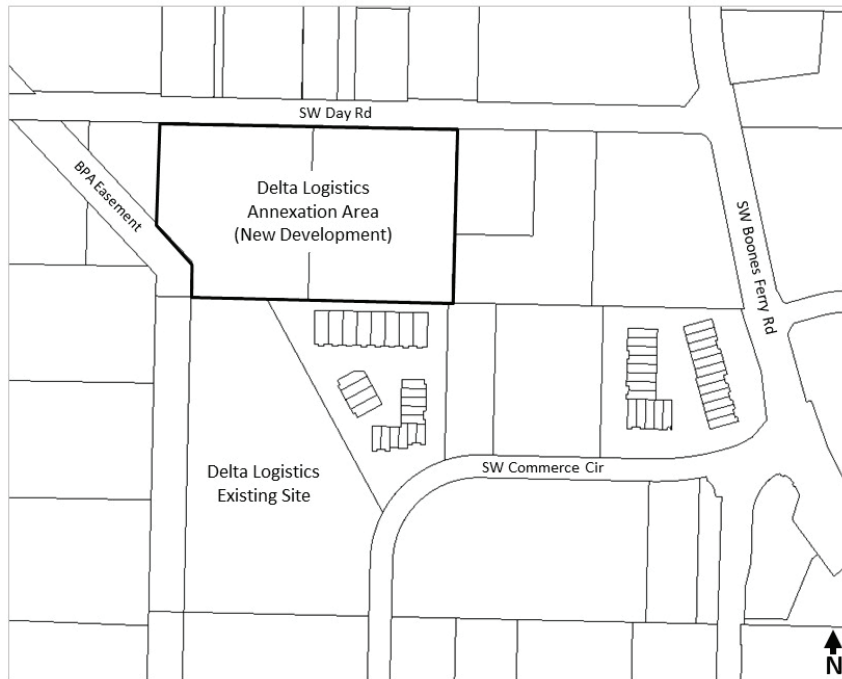 SW Day Rd
BPA Easement
Delta Logistics
Annexation Area
(New Development)
SW Boones Ferry Rd
Delta Logistics
Existing Site
SW Commerce Cir
N